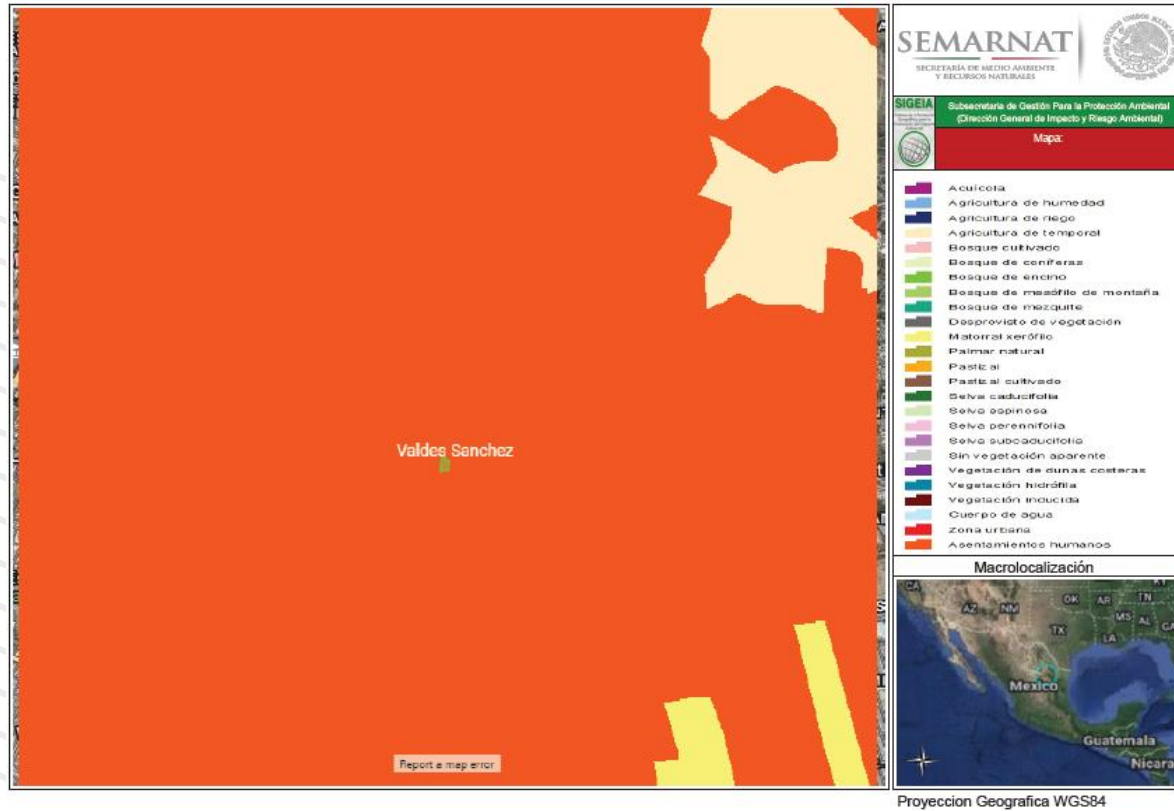 Valdes Sanchez
Report a map error
SEMARNAT
SECRETARÍA DE MEDIO AMBIENTE
Y RECURSOS NATURALES
SIGEIA
Subsecretaria de Gestión Para la Protección Ambiental
(Dirección General de Impacto y Riesgo Ambiental)
Mapa:
Acuícola
Agricultura de humedad
Agricultura de riego
Agricultura de temporal
Bosque cultivado
Bosque de coníferas
Bosque de encino
Bosque de mesófilo de montaña
Bosque de mezquite
Desprovisto de vegetación
Matorral xerófilo
Palmar natural
Pastizal
Pastizal cultivado
Selva caducifolia
Selva espinosa
Selva perennifolia
Selva subcaducifolia
Sin vegetación aparente
Vegetación de dunas costeras
Vegetación hidrófila
Vegetación inducida
Cuerpo de agua
Zona urbana
Asentamientos humanos
Macrolocalización
CA
AZ
NM
OK
AR
TN
TX
MS
AL
GA
LA
Mexico
Guatemala
Nicara
Proyeccion Geografica WGS84